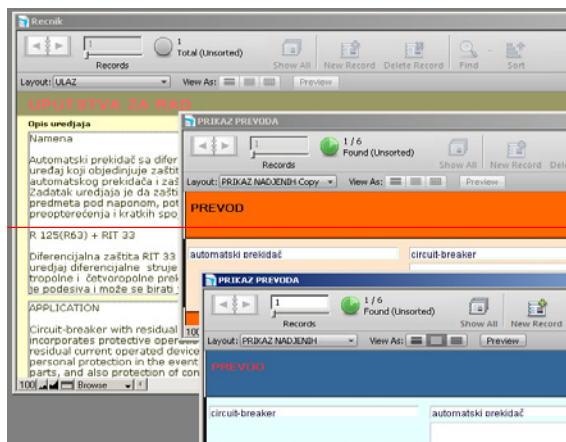 Recnik
1
1
Total (Unsorted)
Records
Show All
New Record
Delete Record
Find
Sort
Layout: ULAZ
View As:
Preview
UPUTSTVA ZA RAD
Opis uredjaja
Namena
Automatski prekidač sa difer
uređaj koji objedinjuje zaštit
automatskog prekidača i zaš
Zadatak uredjaja je da zašti
predmeta pod naponom, pot
preopterećenja i kratkih spo
R 125(R63) + RIT 33
Diferencijalna zaštita RIT 33
uredjaj diferencijalne struje
tropolne i četvoropolne prek
je podesiva i može se birati
APPLICATION
Circuit-breaker with residual
incorporates protective oper
residual current operated device
personal protection in the event
parts, and also protection of con
100
Browse
PRIKAZ PREVODA
1
1 / 6
Found (Unsorted)
Records
Show All
New Record
Layout: PRIKAZ NADJENIH Copy
View As:
Preview
PREVOD
automatski prekidač
circuit-breaker
100
PRIKAZ PREVODA
1
1 / 6
Found (Unsorted)
Records
Show All
New Record
Layout: PRIKAZ NADJENIH
View As:
Preview
PREVOD
circuit-breaker
automatski prekidač